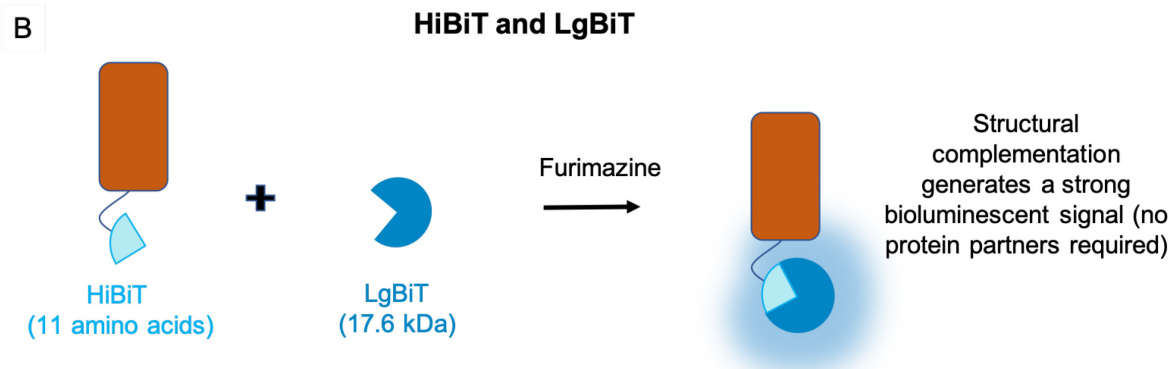 B
HiBiT and LgBiT
Furimazine
Structural
complementation
generates a strong
bioluminescent signal (no
protein partners required)
HiBiT
(11 amino acids)
LgBiT
(17.6 kDa)